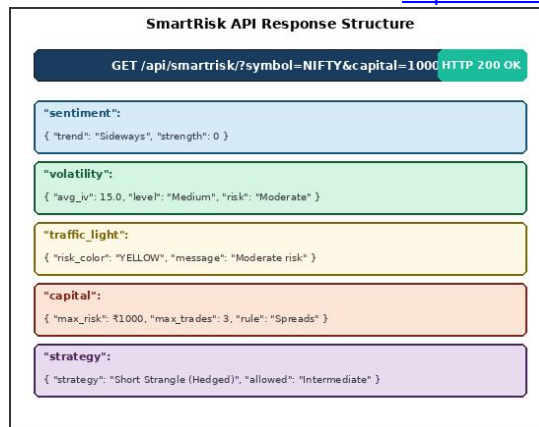 SmartRisk API Response Structure
GET /api/smartrisk/?symbol=NIFTY&capital=1000
HTTP 200 OK
"sentiment":
{ "trend": "Sideways", "strength": 0 }
"volatility":
{ "avg_iv": 15.0, "level": "Medium", "risk": "Moderate" }
"traffic_light":
{ "risk_color": "YELLOW", "message": "Moderate risk" }
"capital":
{ "max_risk": ₹1000, "max_trades": 3, "rule": "Spreads" }
"strategy":
{ "strategy": "Short Strangle (Hedged)", "allowed": "Intermediate" }